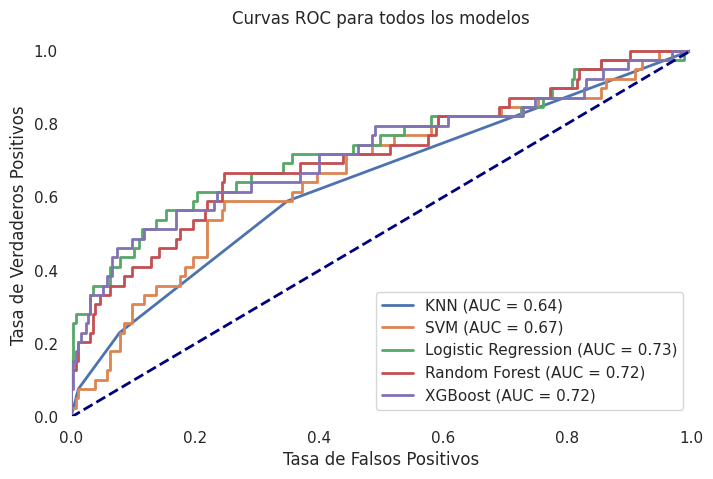 Curvas ROC para todos los modelos
Tasa de Verdaderos Positivos
1.0
0.8
0.6
0.4
0.2
0.0
KNN (AUC = 0.64)
SVM (AUC = 0.67)
Logistic Regression (AUC = 0.73)
Random Forest (AUC = 0.72)
XGBoost (AUC = 0.72)
0.0 0.2 0.4 0.6 0.8 1.0
Tasa de Falsos Positivos